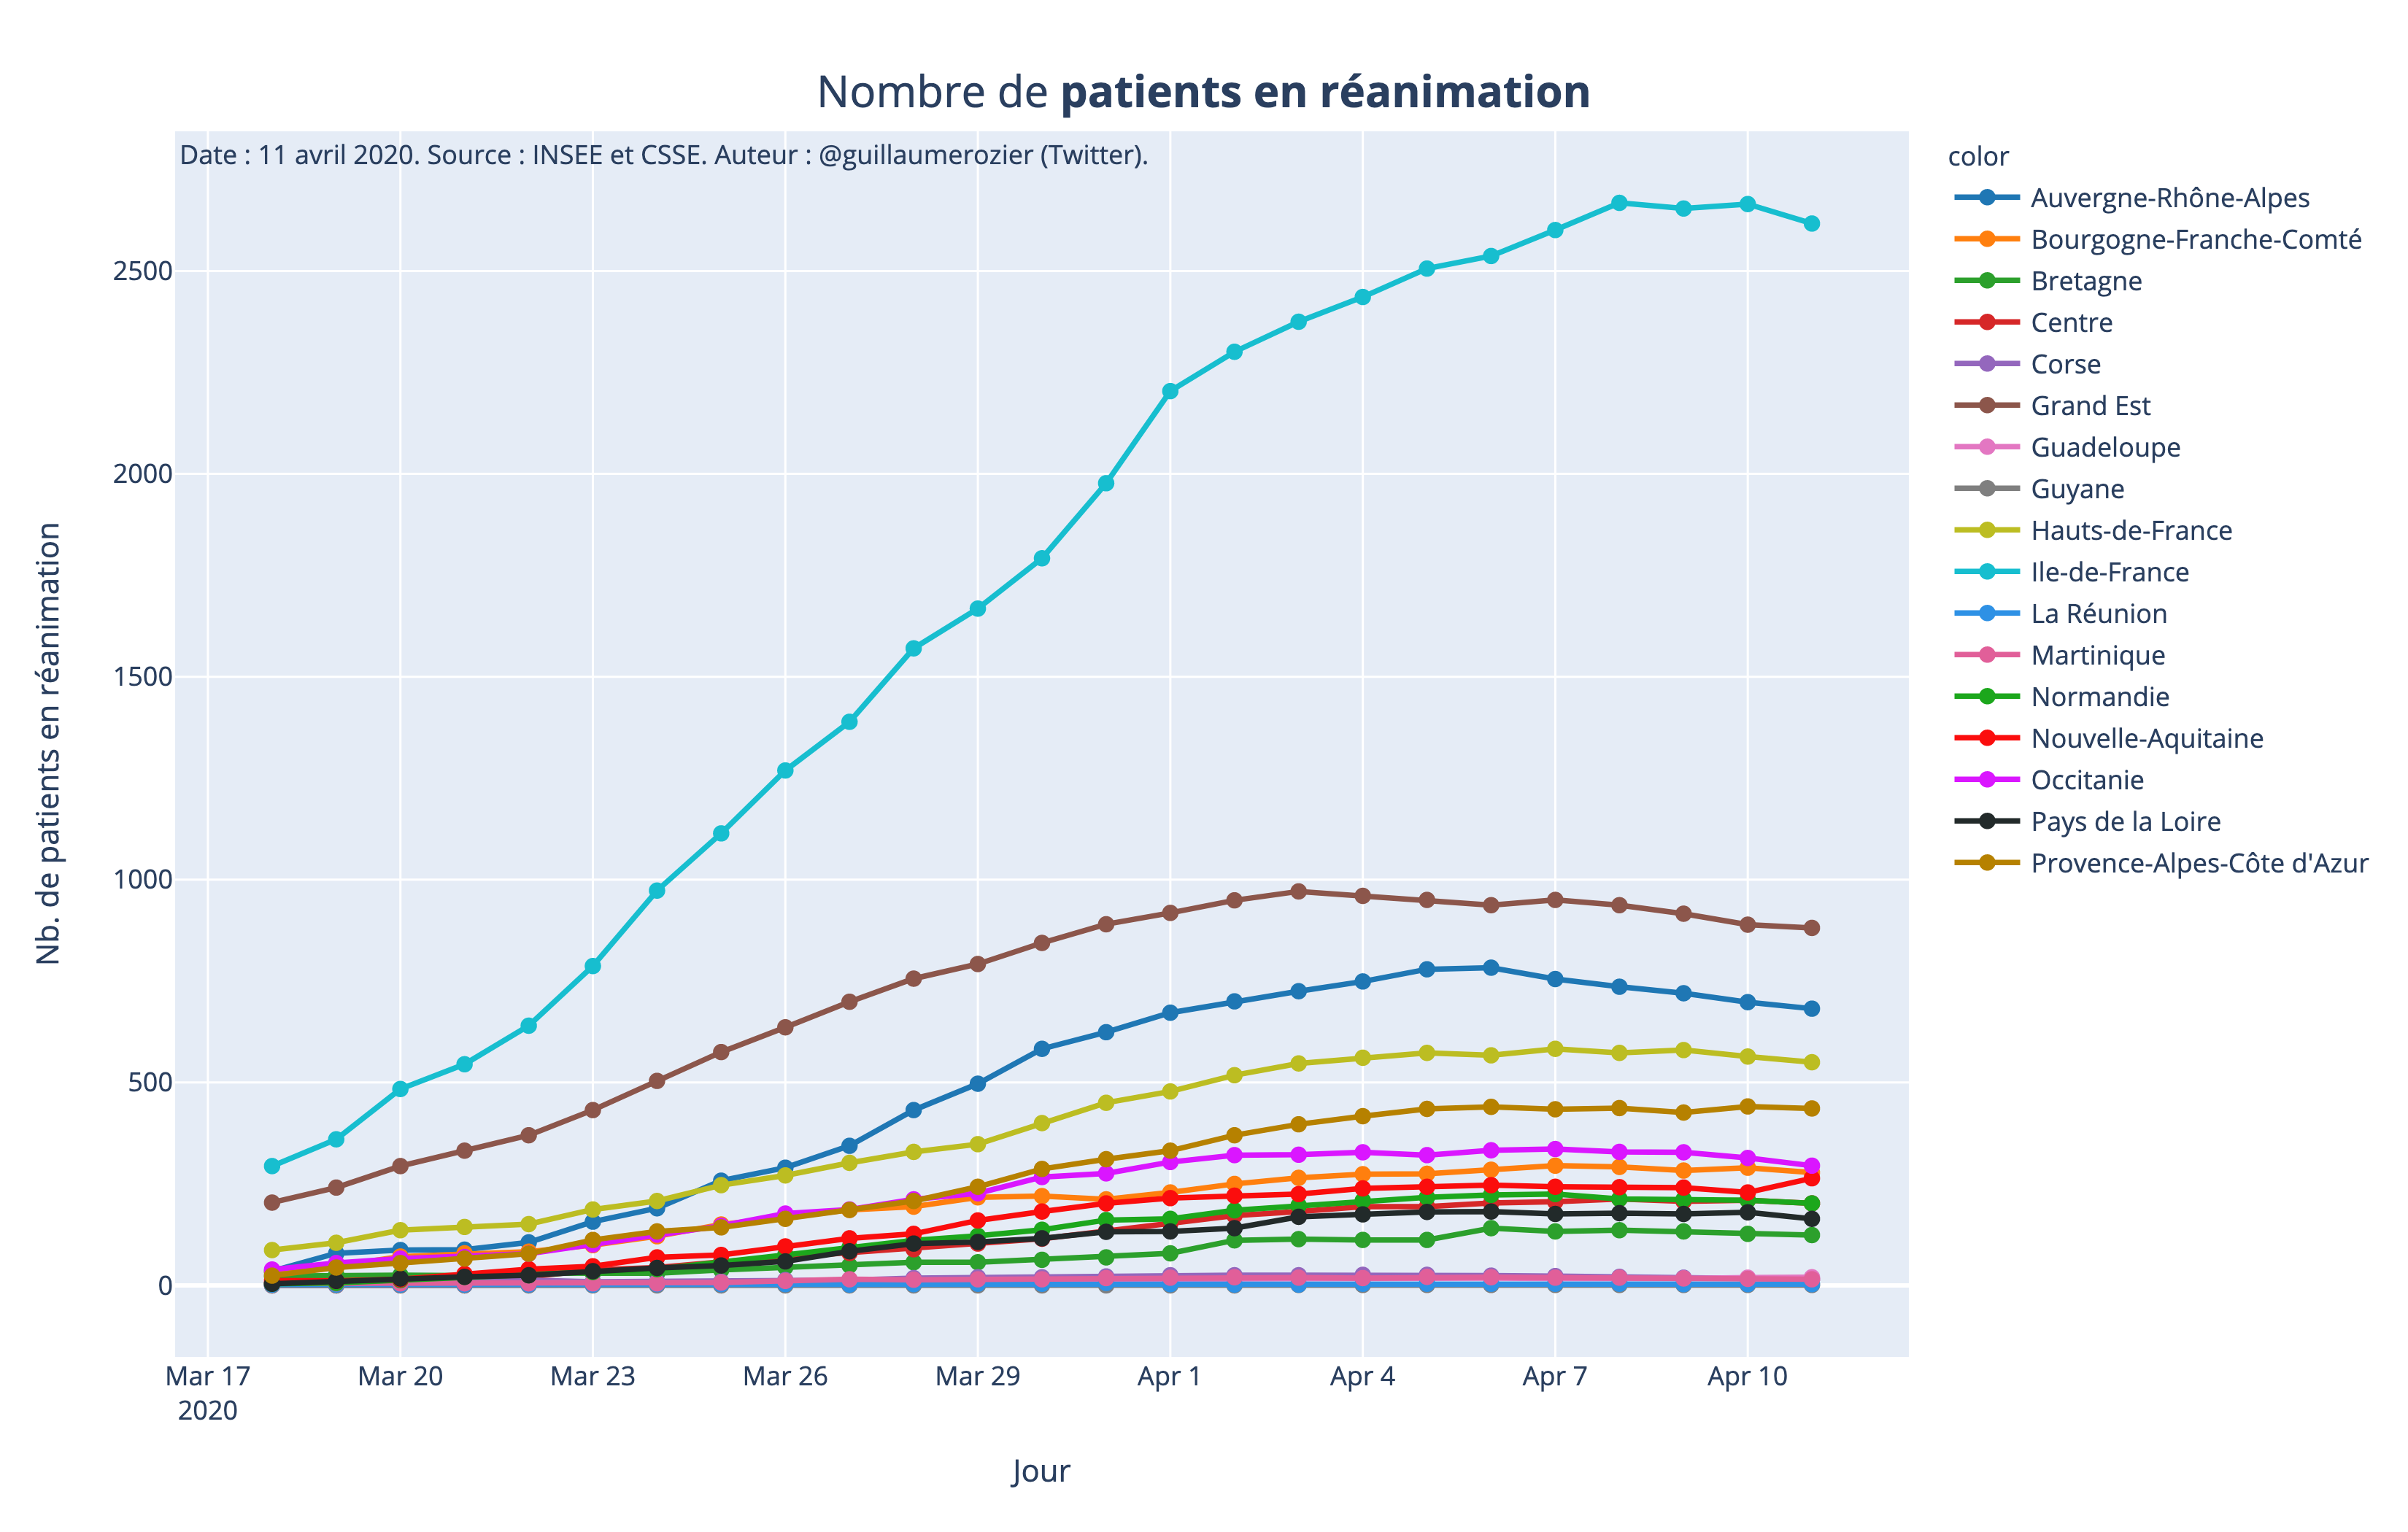 Nombre de patients en réanimation
Date : 11 avril 2020. Source : INSEE et CSSE. Auteur : @guillaumerozier (Twitter).
color
Auvergne-Rhône-Alpes
Bourgogne-Franche-Comté
Bretagne
Centre
Corse
Grand Est
Guadeloupe
Guyane
Hauts-de-France
Ile-de-France
La Réunion
Martinique
Normandie
Nouvelle-Aquitaine
Occitanie
Pays de la Loire
Provence-Alpes-Côte d'Azur
Nb. de patients en réanimation
2500
2000
1500
1000
500
0
Mar 17 Mar 20 Mar 23 Mar 26 Mar 29 Apr 1 Apr 4 Apr 7 Apr 10
2020
Jour